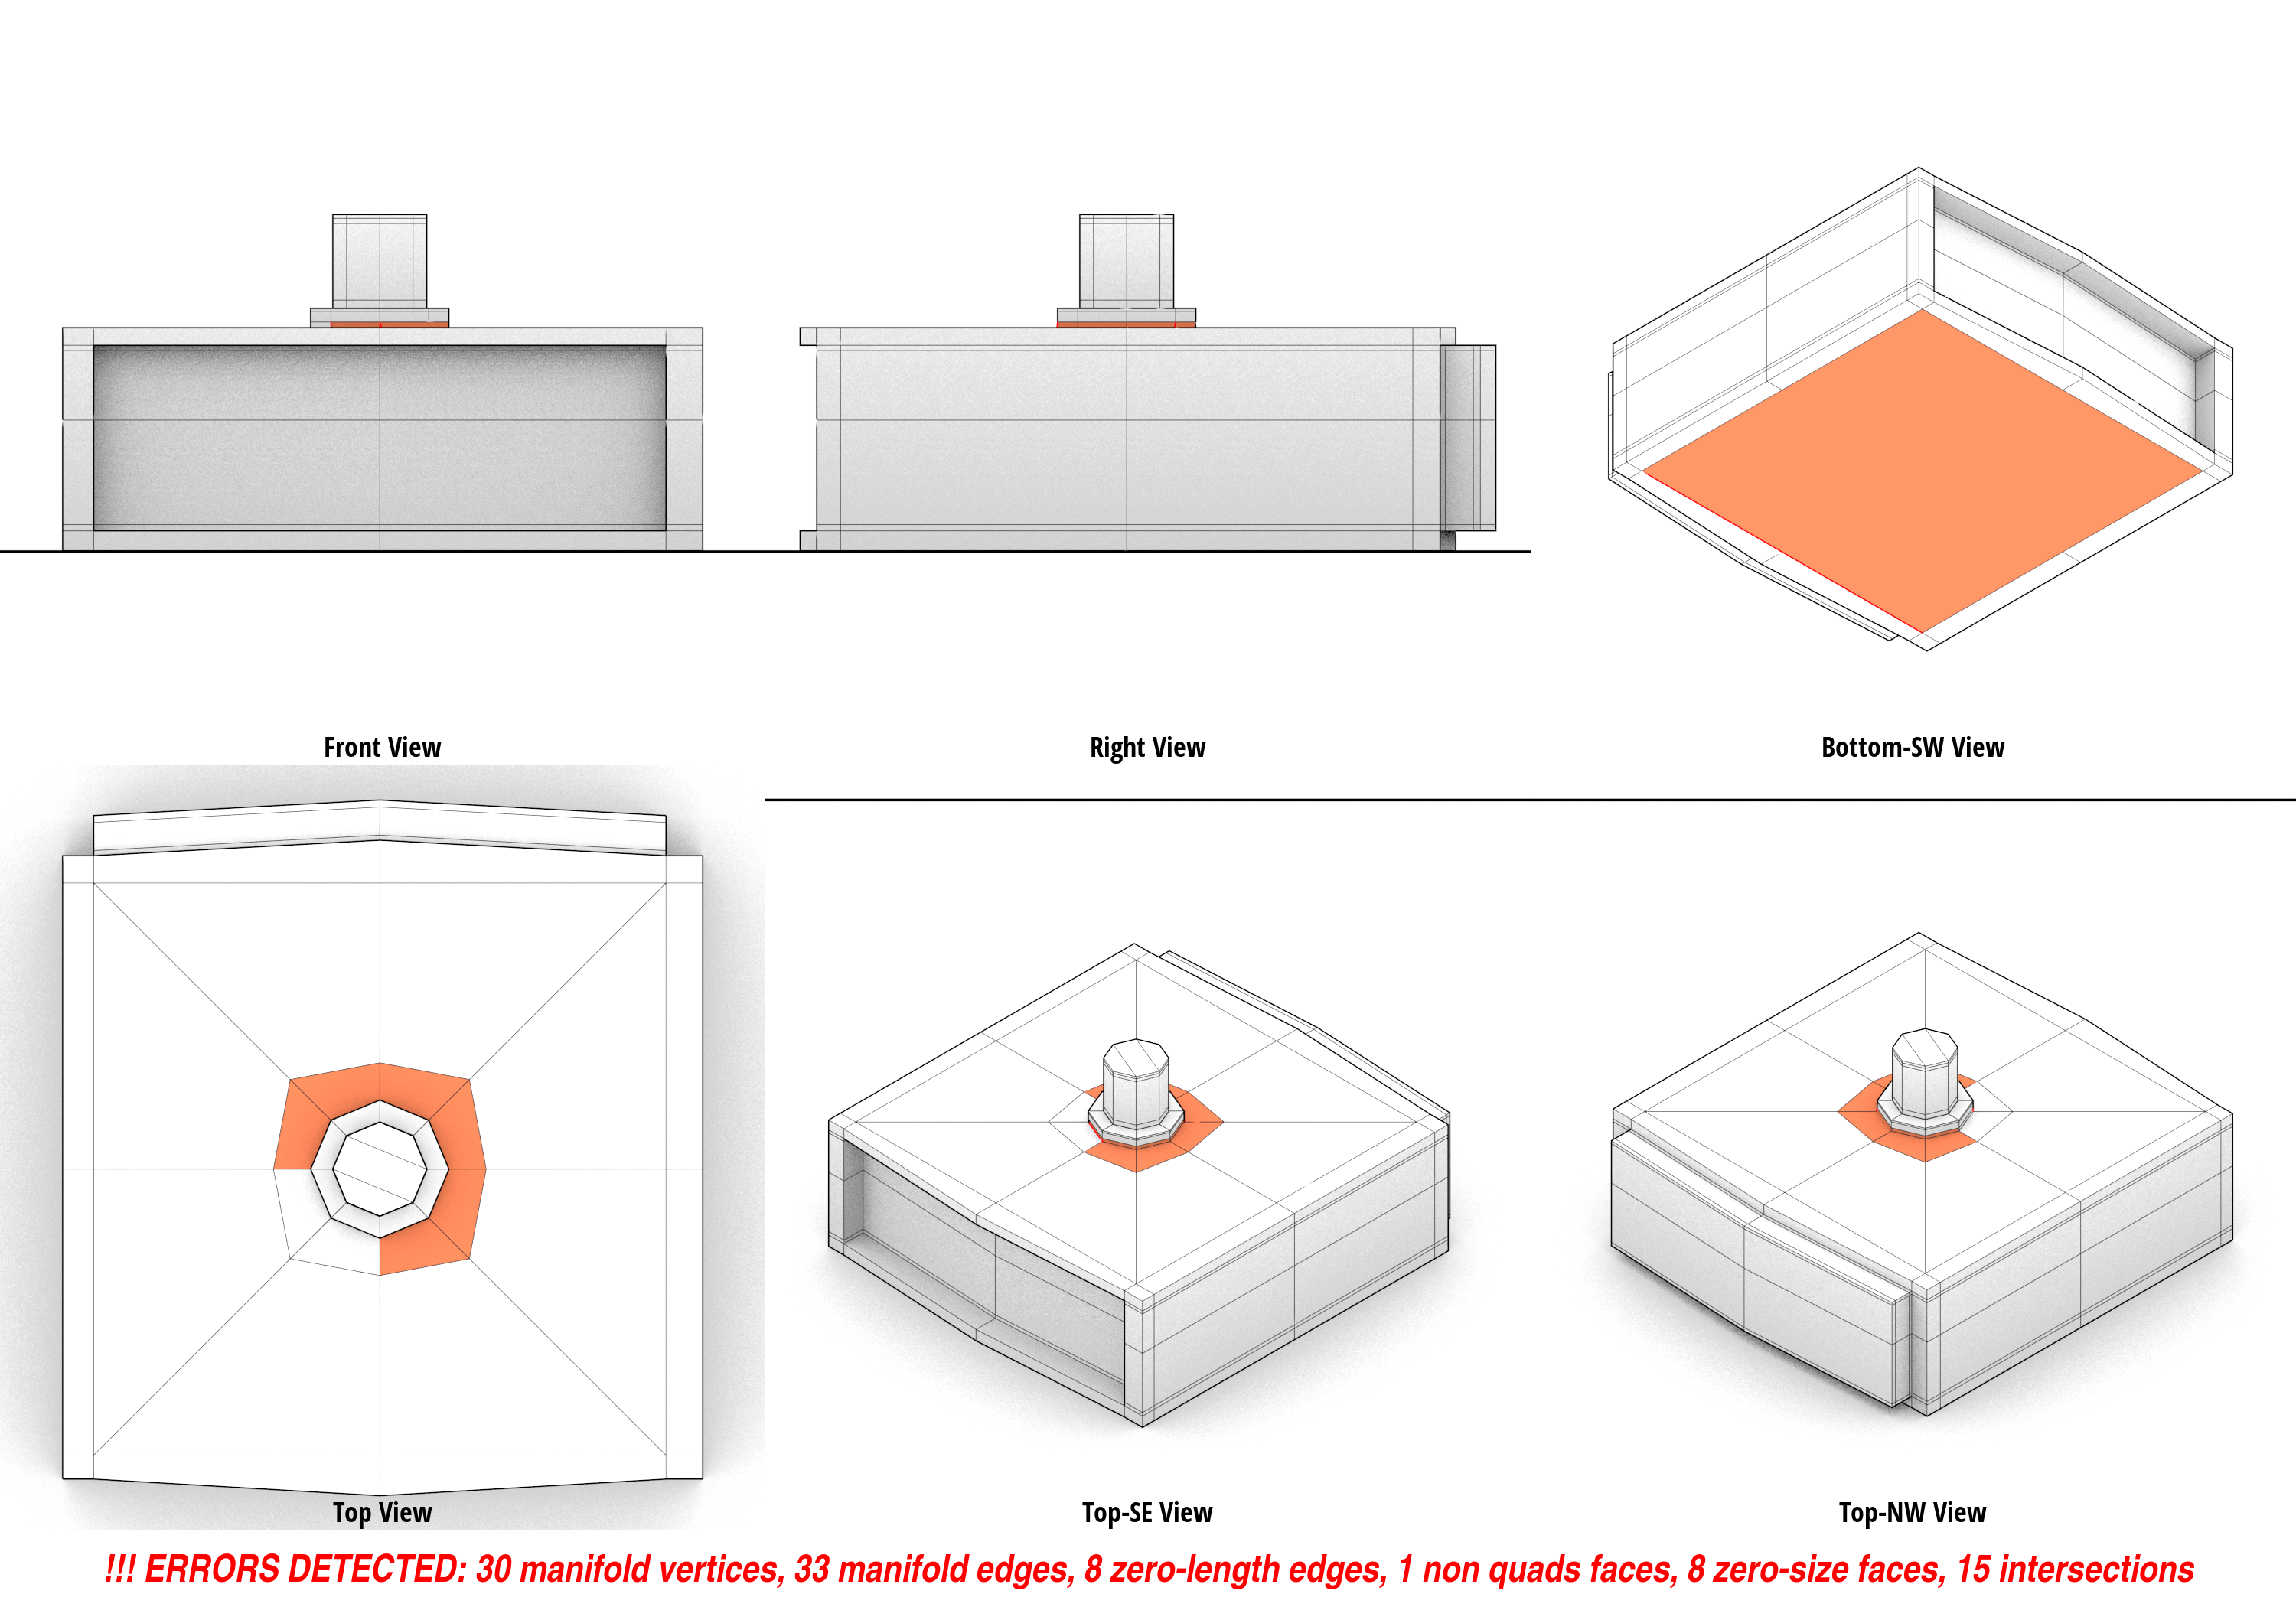 Front View
Right View
Bottom-SW View
Top View
Top-SE View
Top-NW View
!!! ERRORS DETECTED: 30 manifold vertices, 33 manifold edges, 8 zero-length edges, 1 non quads faces, 8 zero-size faces, 15 intersections